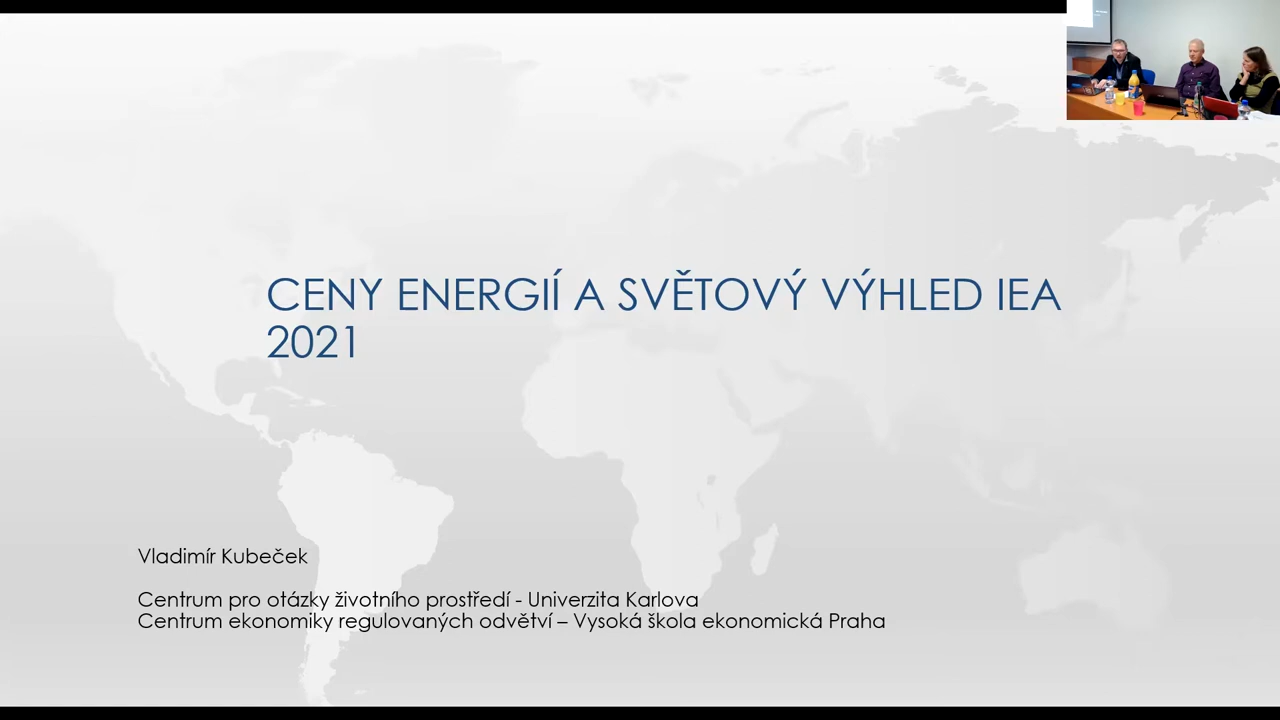 CENY ENERGIÍ A SVĚTOVÝ VÝHLED IEA
2021
Vladimír Kubeček
Centrum pro otázky životního prostředí - Univerzita Karlova
Centrum ekonomiky regulovaných odvětví – Vysoká škola ekonomická Praha